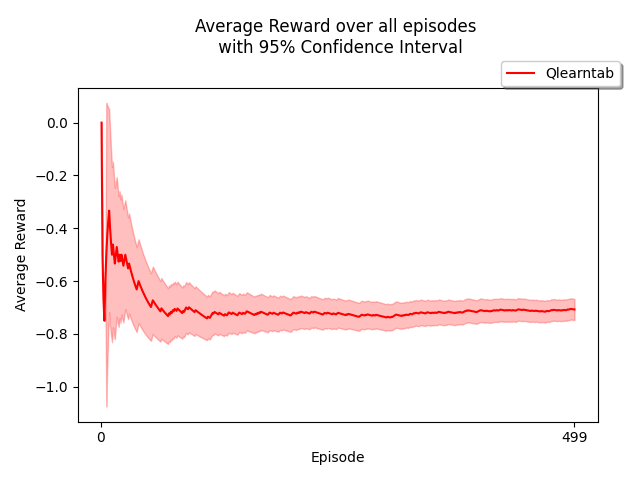 Average Reward over all episodes
with 95% Confidence Interval
Qlearntab
0.0
−0.2
−0.4
−0.6
−0.8
−1.0
Average Reward
0
499
Episode